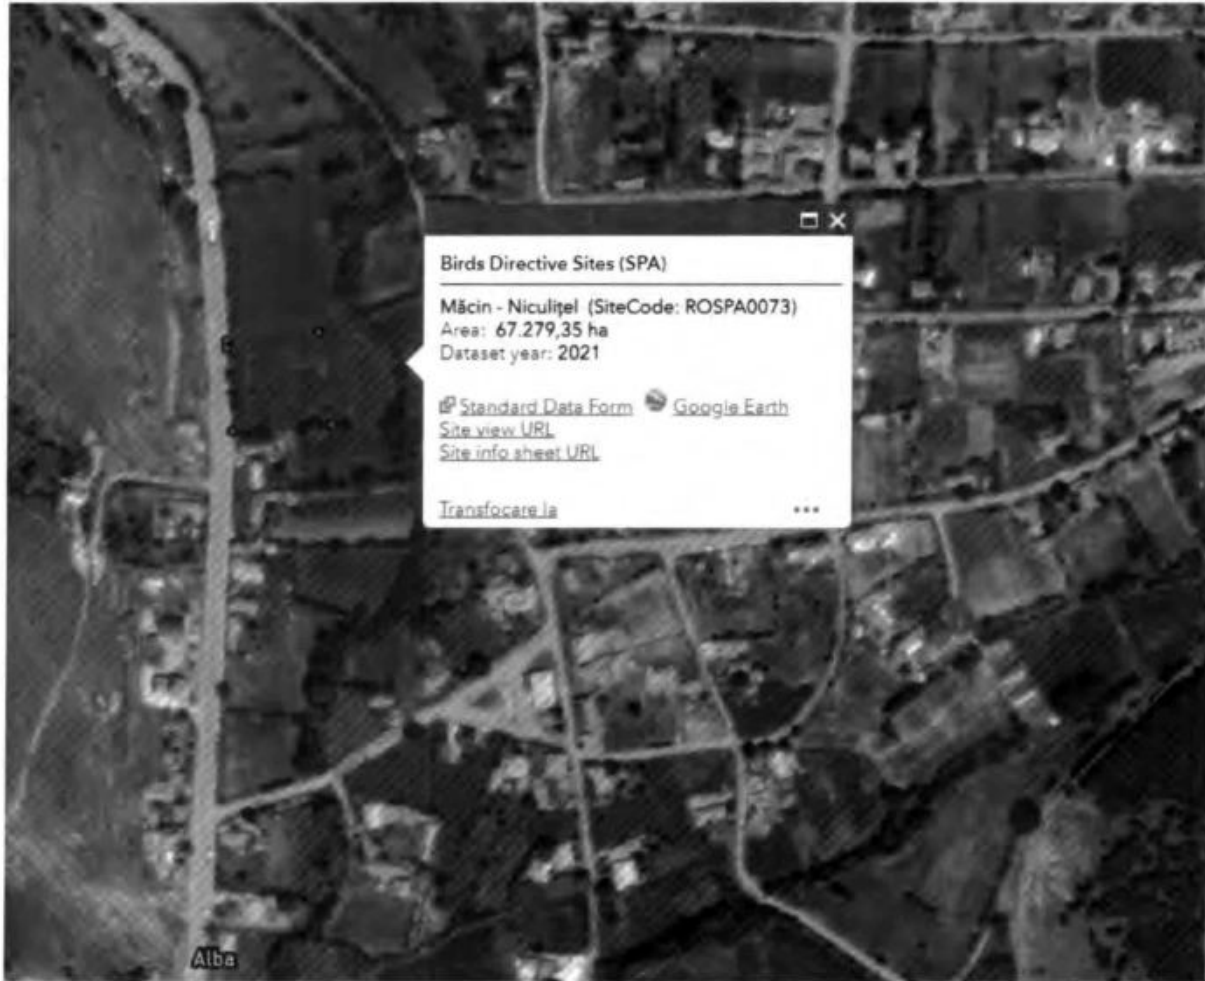 Birds Directive Sites (SPA)
Măcin - Niculițel (SiteCode: ROSPA0073)
Area: 67.279,35 ha
Dataset year: 2021
Standard Data Form Google Earth
Site view URL
Site info sheet URL
Transfocare la
Alba